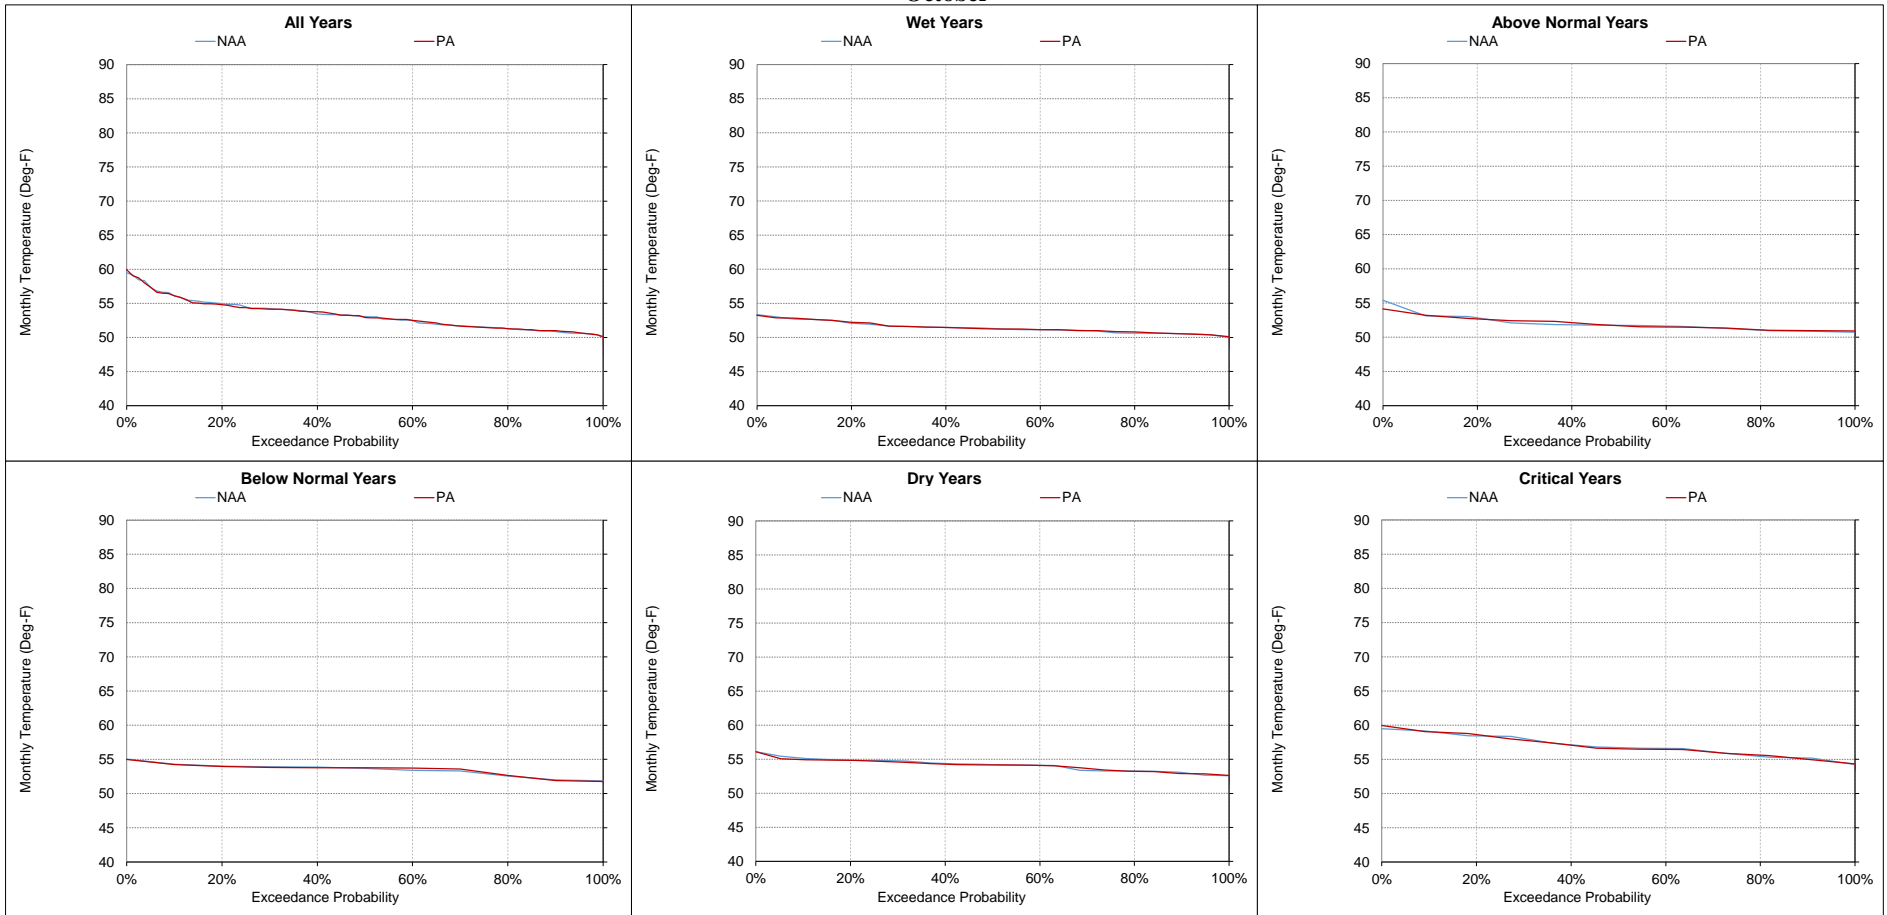 All Years
NAA PA
Monthly Temperature (Deg-F)
90
85
80
75
70
65
60
55
50
45
40
0% 20% 40% 60% 80% 100%
Exceedance Probability
Wet Years
NAA PA
Monthly Temperature (Deg-F)
90
85
80
75
70
65
60
55
50
45
40
0% 20% 40% 60% 80% 100%
Exceedance Probability
Above Normal Years
NAA PA
Monthly Temperature (Deg-F)
90
85
80
75
70
65
60
55
50
45
40
0% 20% 40% 60% 80% 100%
Exceedance Probability
Below Normal Years
NAA PA
Monthly Temperature (Deg-F)
90
85
80
75
70
65
60
55
50
45
40
0% 20% 40% 60% 80% 100%
Exceedance Probability
Dry Years
NAA PA
Monthly Temperature (Deg-F)
90
85
80
75
70
65
60
55
50
45
40
0% 20% 40% 60% 80% 100%
Exceedance Probability
Critical Years
NAA PA
Monthly Temperature (Deg-F)
90
85
80
75
70
65
60
55
50
45
40
0% 20% 40% 60% 80% 100%
Exceedance Probability